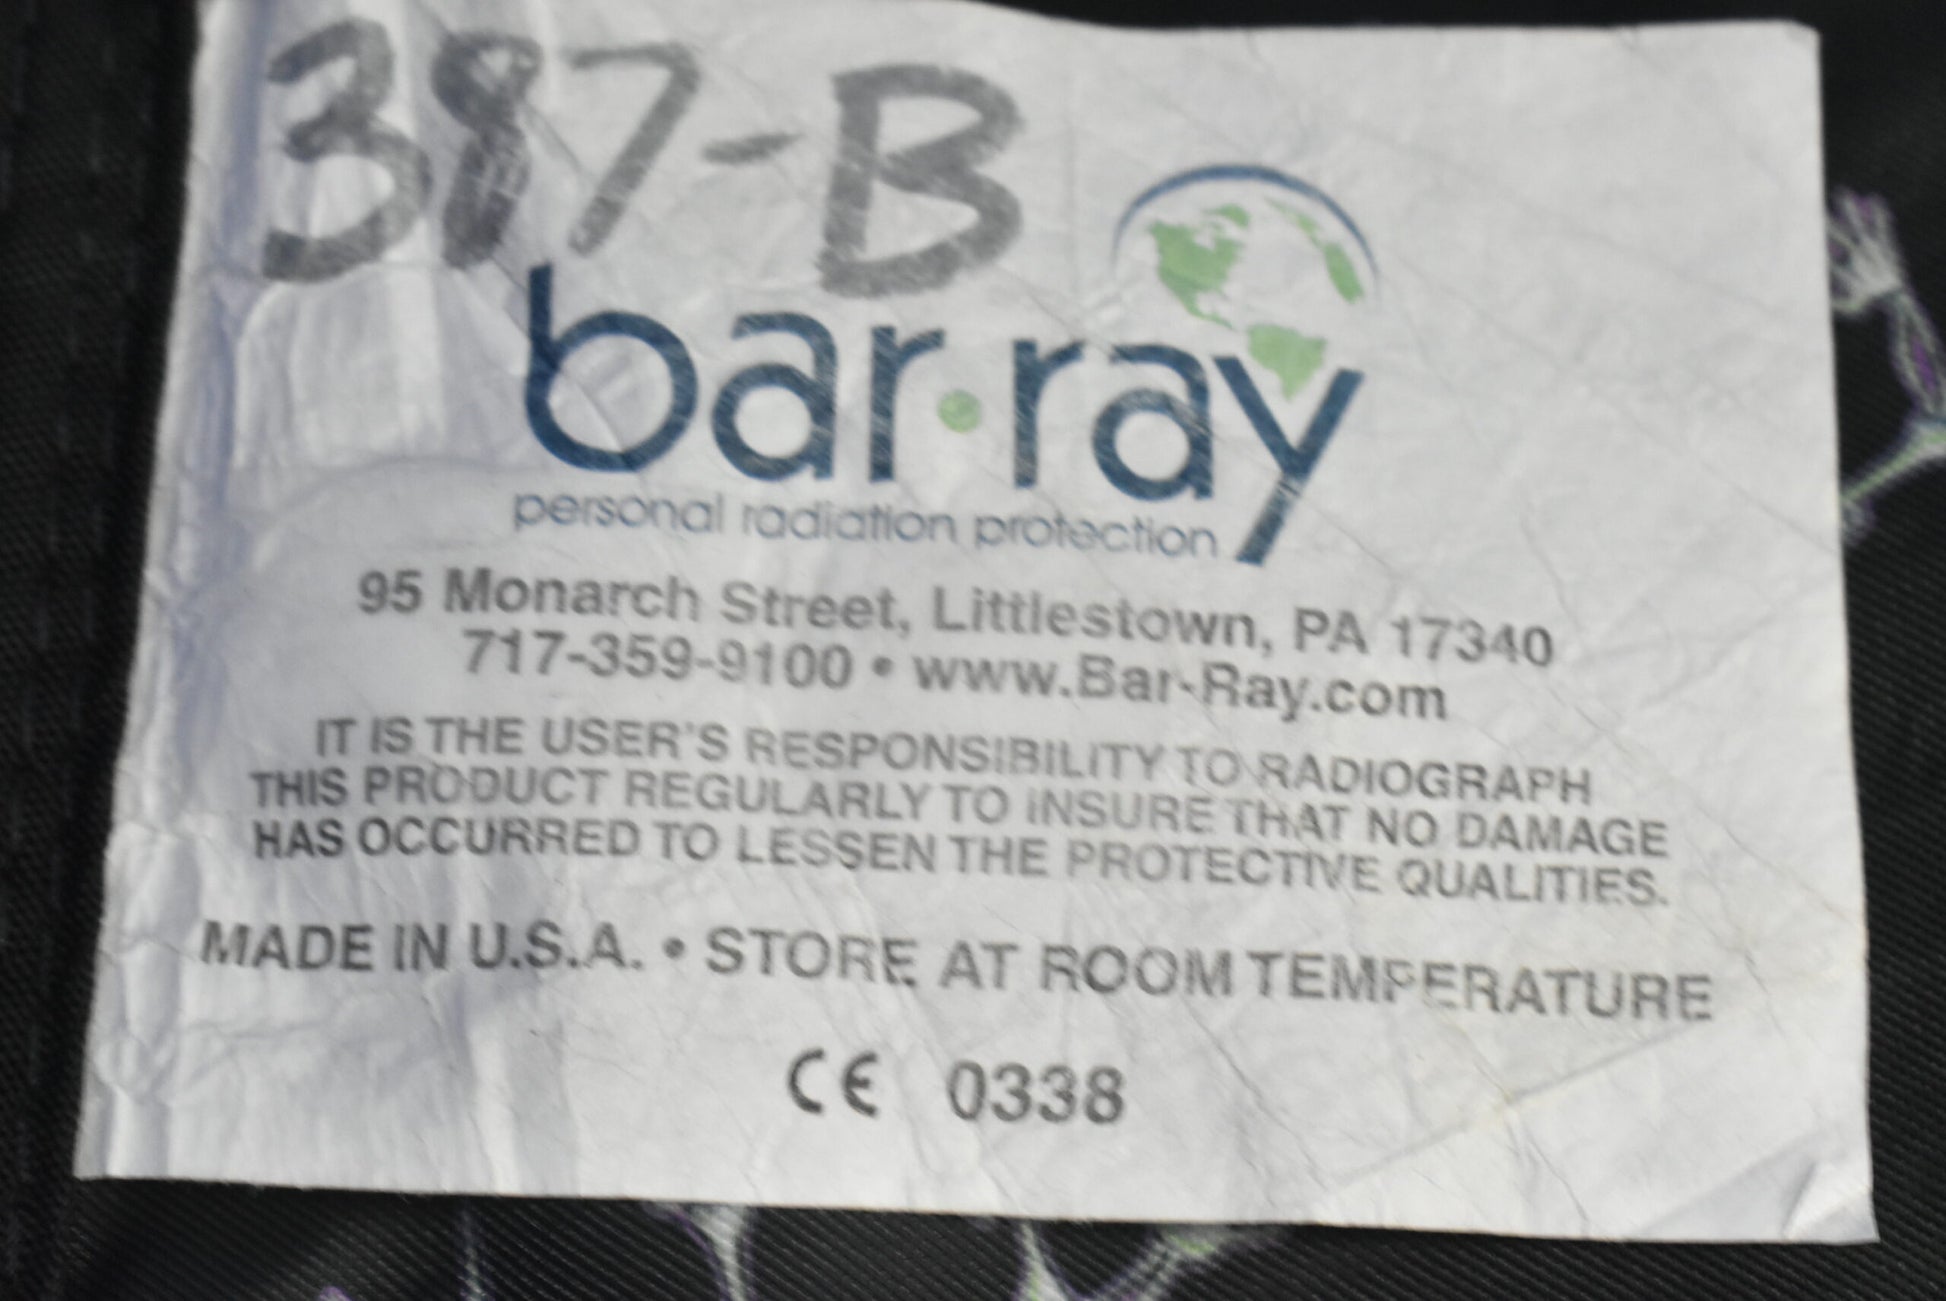 387-B
bar·ray
personal radiation protection
95 Monarch Street, Littlestown, PA 17340
717-359-9100 • www.Bar-Ray.com
IT IS THE USER'S RESPONSIBILITY TO RADIOGRAPH
THIS PRODUCT REGULARLY TO INSURE THAT NO DAMAGE
HAS OCCURRED TO LESSEN THE PROTECTIVE QUALITIES.
MADE IN U.S.A. • STORE AT ROOM TEMPERATURE
CE 0338